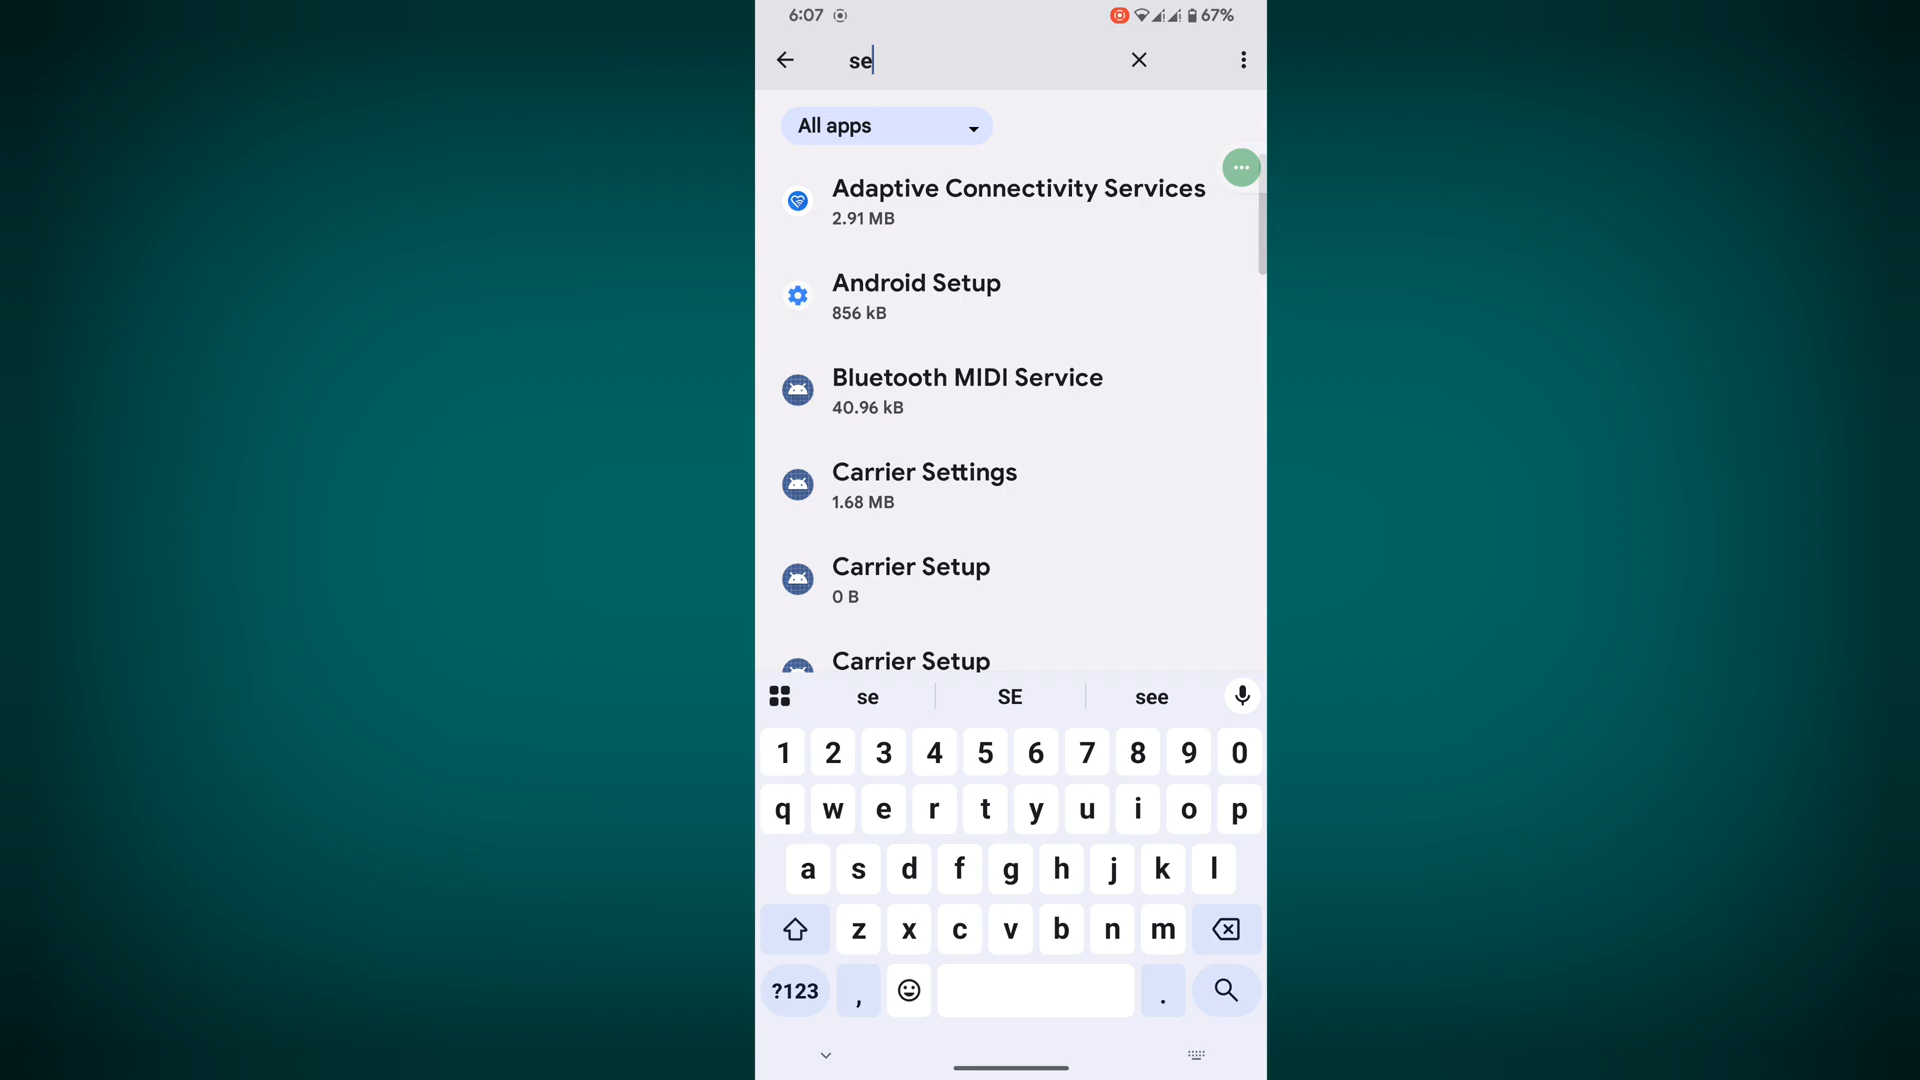 6:07 67%
se
All apps
Adaptive Connectivity Services
2.91 MB
Android Setup
856 kB
Bluetooth MIDI Service
40.96 kB
Carrier Settings
1.68 MB
Carrier Setup
0 B
Carrier Setup
se SE see
1 2 3 4 5 6 7 8 9 0
q w e r t y u i o p
a s d f g h j k l
z x c v b n m
?123 , .